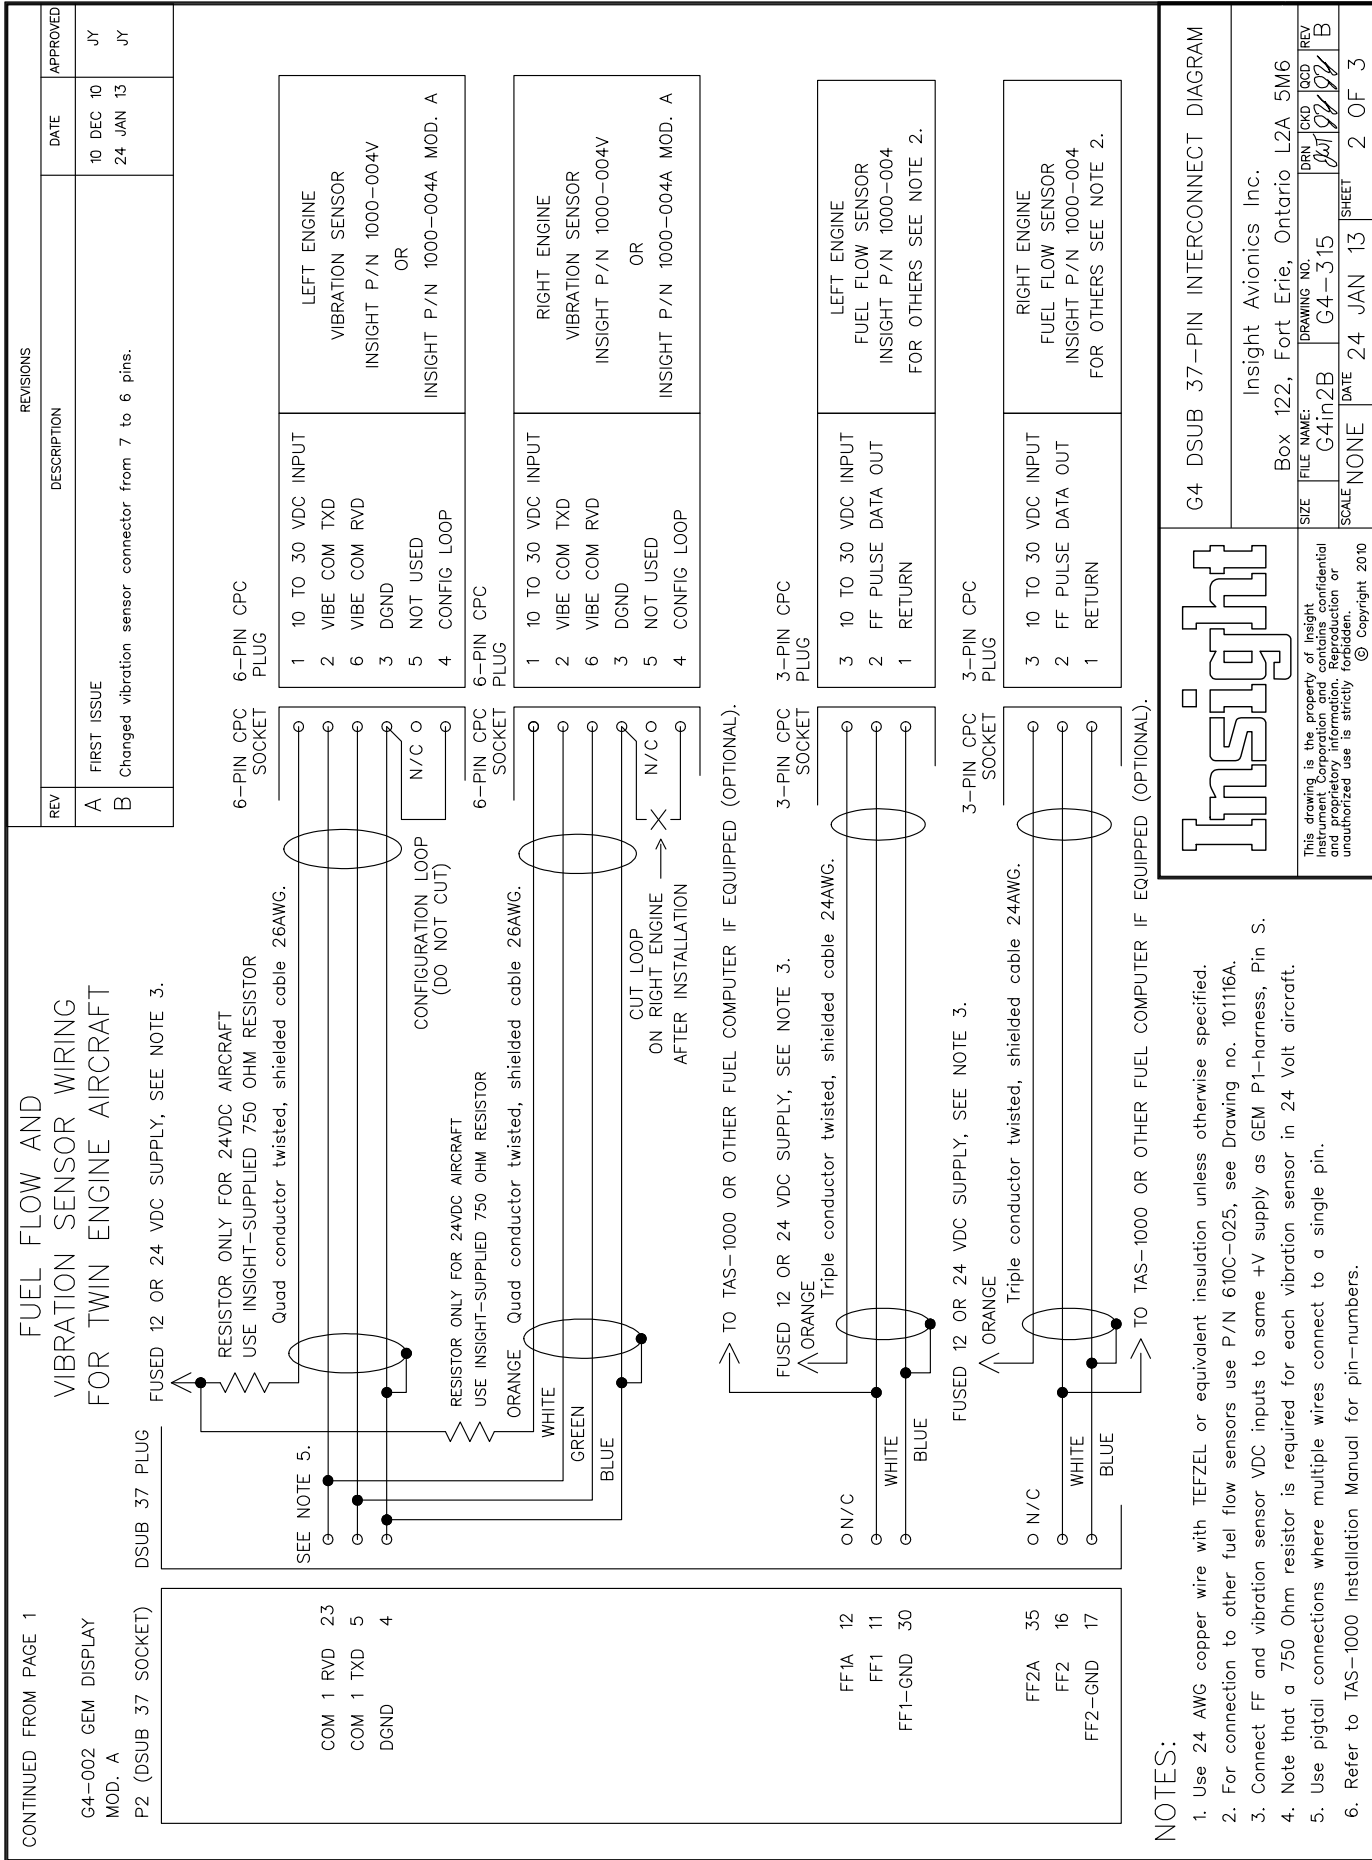 CONTINUED FROM PAGE 1
FUEL FLOW AND
VIBRATION SENSOR WIRING
FOR TWIN ENGINE AIRCRAFT
REVISIONS
REV DESCRIPTION DATE APPROVED
A FIRST ISSUE 10 DEC 10 JY
B Changed vibration sensor connector from 7 to 6 pins. 24 JAN 13 JY
G4-002 GEM DISPLAY
MOD. A
P2 (DSUB 37 SOCKET)
DSUB 37 PLUG
COM 1 RVD 23
COM 1 TXD 5
DGND 4
FF1A 12
FF1 11
FF1-GND 30
FF2A 35
FF2 16
FF2-GND 17
FUSED 12 OR 24 VDC SUPPLY, SEE NOTE 3.
RESISTOR ONLY FOR 24VDC AIRCRAFT
USE INSIGHT-SUPPLIED 750 OHM RESISTOR
Quad conductor twisted, shielded cable 26AWG.
SEE NOTE 5.
CONFIGURATION LOOP
(DO NOT CUT)
6-PIN CPC
SOCKET
N/C
6-PIN CPC
PLUG
1 10 TO 30 VDC INPUT
2 VIBE COM TXD
6 VIBE COM RVD
3 DGND
5 NOT USED
4 CONFIG LOOP
LEFT ENGINE
VIBRATION SENSOR
INSIGHT P/N 1000-004V
OR
INSIGHT P/N 1000-004A MOD. A
RESISTOR ONLY FOR 24VDC AIRCRAFT
USE INSIGHT-SUPPLIED 750 OHM RESISTOR
ORANGE
Quad conductor twisted, shielded cable 26AWG.
WHITE
GREEN
BLUE
CUT LOOP
ON RIGHT ENGINE
AFTER INSTALLATION
6-PIN CPC
SOCKET
N/C
6-PIN CPC
PLUG
1 10 TO 30 VDC INPUT
2 VIBE COM TXD
6 VIBE COM RVD
3 DGND
5 NOT USED
4 CONFIG LOOP
RIGHT ENGINE
VIBRATION SENSOR
INSIGHT P/N 1000-004V
OR
INSIGHT P/N 1000-004A MOD. A
TO TAS-1000 OR OTHER FUEL COMPUTER IF EQUIPPED (OPTIONAL).
FUSED 12 OR 24 VDC SUPPLY, SEE NOTE 3.
ORANGE
Triple conductor twisted, shielded cable 24AWG.
N/C
WHITE
BLUE
3-PIN CPC
SOCKET
3-PIN CPC
PLUG
3 10 TO 30 VDC INPUT
2 FF PULSE DATA OUT
1 RETURN
LEFT ENGINE
FUEL FLOW SENSOR
INSIGHT P/N 1000-004
FOR OTHERS SEE NOTE 2.
FUSED 12 OR 24 VDC SUPPLY, SEE NOTE 3.
ORANGE
Triple conductor twisted, shielded cable 24AWG.
N/C
WHITE
BLUE
3-PIN CPC
SOCKET
3-PIN CPC
PLUG
3 10 TO 30 VDC INPUT
2 FF PULSE DATA OUT
1 RETURN
RIGHT ENGINE
FUEL FLOW SENSOR
INSIGHT P/N 1000-004
FOR OTHERS SEE NOTE 2.
TO TAS-1000 OR OTHER FUEL COMPUTER IF EQUIPPED (OPTIONAL).
NOTES:
1. Use 24 AWG copper wire with TEFZEL or equivalent insulation unless otherwise specified.
2. For connection to other fuel flow sensors use P/N 610C-025, see Drawing no. 101116A.
3. Connect FF and vibration sensor VDC inputs to same +V supply as GEM P1-harness, Pin S.
4. Note that a 750 Ohm resistor is required for each vibration sensor in 24 Volt aircraft.
5. Use pigtail connections where multiple wires connect to a single pin.
6. Refer to TAS-1000 Installation Manual for pin-numbers.
Insight
This drawing is the property of Insight
Instrument Corporation and contains confidential
and proprietary information. Reproduction or
unauthorized use is strictly forbidden.
© Copyright 2010
G4 DSUB 37-PIN INTERCONNECT DIAGRAM
Insight Avionics Inc.
Box 122, Fort Erie, Ontario L2A 5M6
SIZE FILE NAME: G4in2B DRAWING NO. G4-315 DRN CKD QCD REV B
SCALE NONE DATE 24 JAN 13 SHEET 2 OF 3